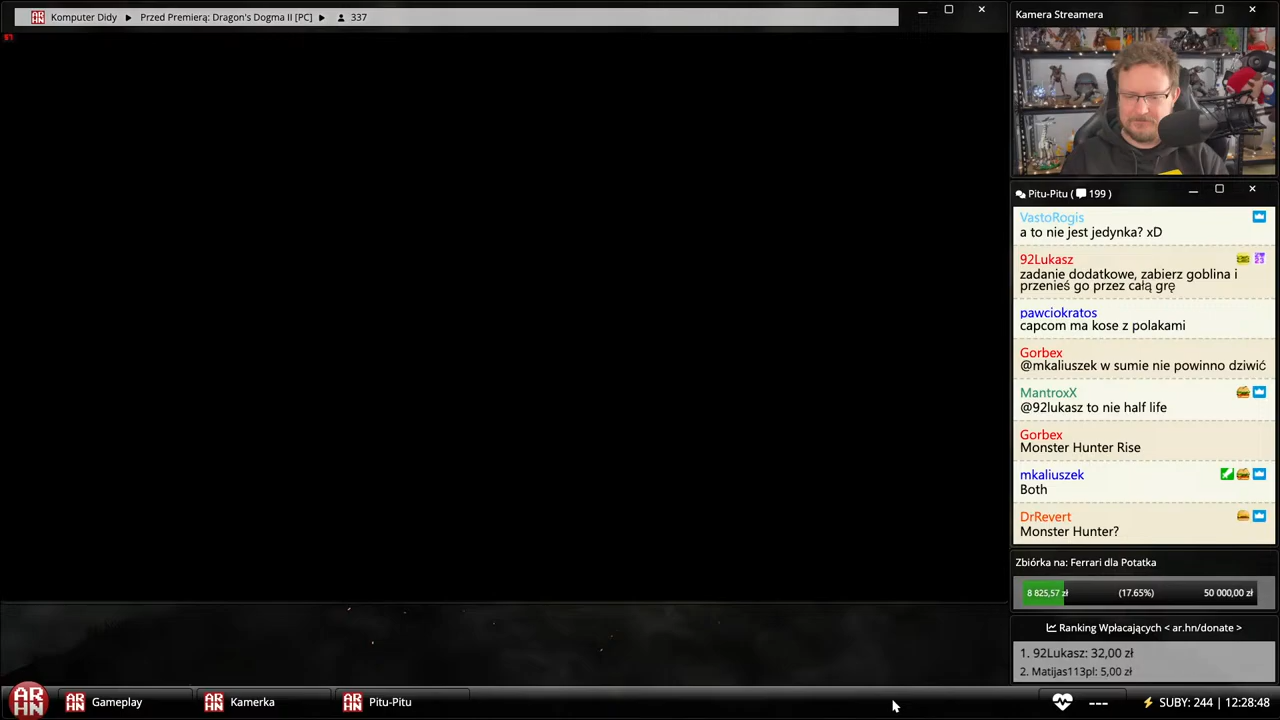 Komputer Didy ▶ Przed Premierą: Dragon's Dogma II [PC] ▶ 337
Kamera Streamera
Pitu-Pitu ( 199 )
VastoRogis
a to nie jest jedynka? xD
92Lukasz
zadanie dodatkowe, zabierz goblina i
przenieś go przez całą grę
pawciokratos
capcom ma kose z polakami
Gorbex
@mkaliuszek w sumie nie powinno dziwić
MantroxX
@92lukasz to nie half life
Gorbex
Monster Hunter Rise
mkaliuszek
Both
DrRevert
Monster Hunter?
Zbiórka na: Ferrari dla Potatka
8 825,57 zł (17.65%) 50 000,00 zł
Ranking Wpłacających < ar.hn/donate >
1. 92Lukasz: 32,00 zł
2. Matijas113pl: 5,00 zł
ARHN Gameplay ARHN Kamerka ARHN Pitu-Pitu --- SUBY: 244 | 12:28:48